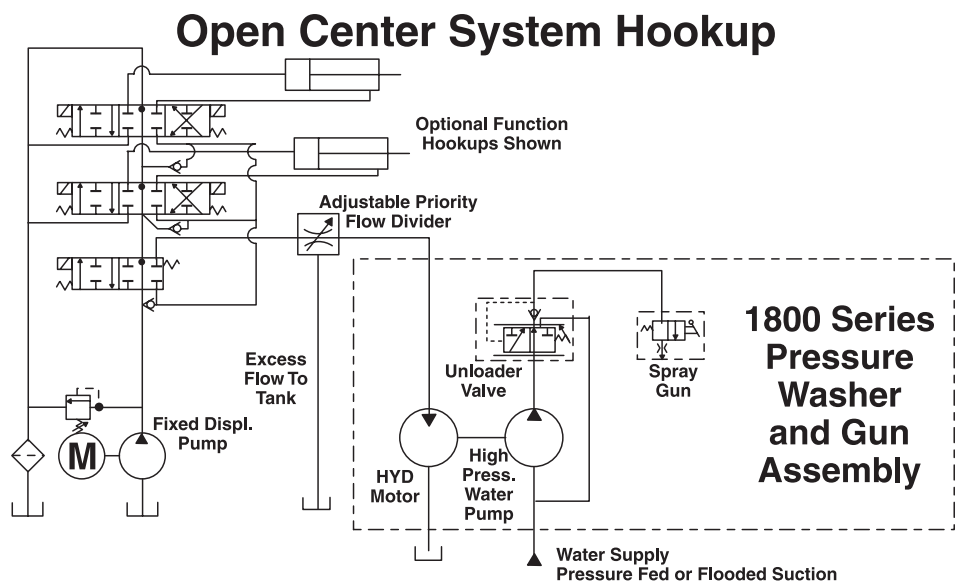 Open Center System Hookup
Optional Function
Hookups Shown
Adjustable Priority
Flow Divider
Excess
Flow To
Tank
Unloader
Valve
Spray
Gun
1800 Series
Pressure
Washer
and Gun
Assembly
Fixed Displ.
Pump
M
HYD
Motor
High
Press.
Water
Pump
Water Supply
Pressure Fed or Flooded Suction